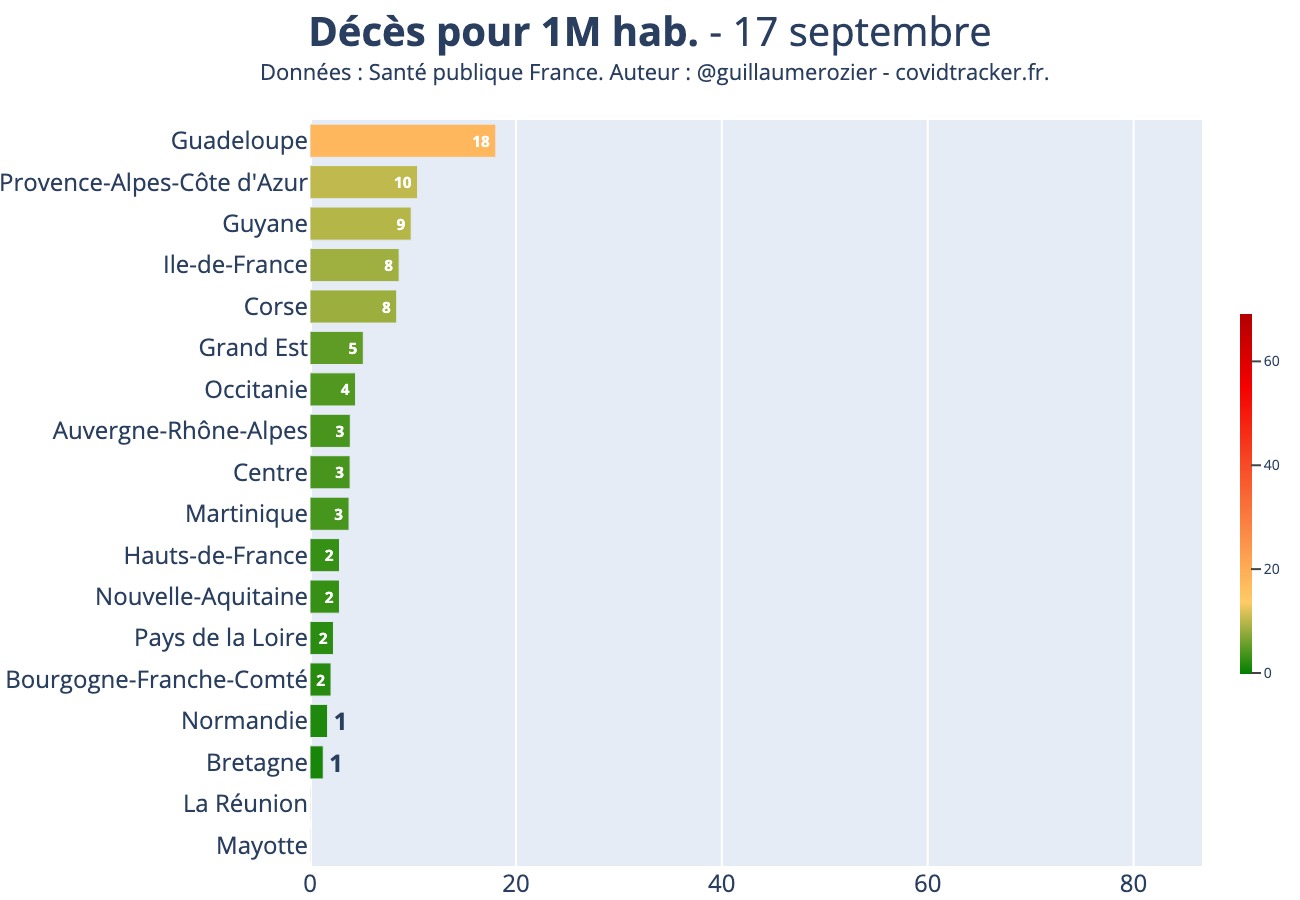 Décès pour 1M hab. - 17 septembre
Données : Santé publique France. Auteur : @guillaumerozier - covidtracker.fr.
Guadeloupe 18
Provence-Alpes-Côte d'Azur 10
Guyane 9
Ile-de-France 8
Corse 8
Grand Est 5
Occitanie 4
Auvergne-Rhône-Alpes 3
Centre 3
Martinique 3
Hauts-de-France 2
Nouvelle-Aquitaine 2
Pays de la Loire 2
Bourgogne-Franche-Comté 2
Normandie 1
Bretagne 1
La Réunion
Mayotte
0 20 40 60 80
60
40
20
0